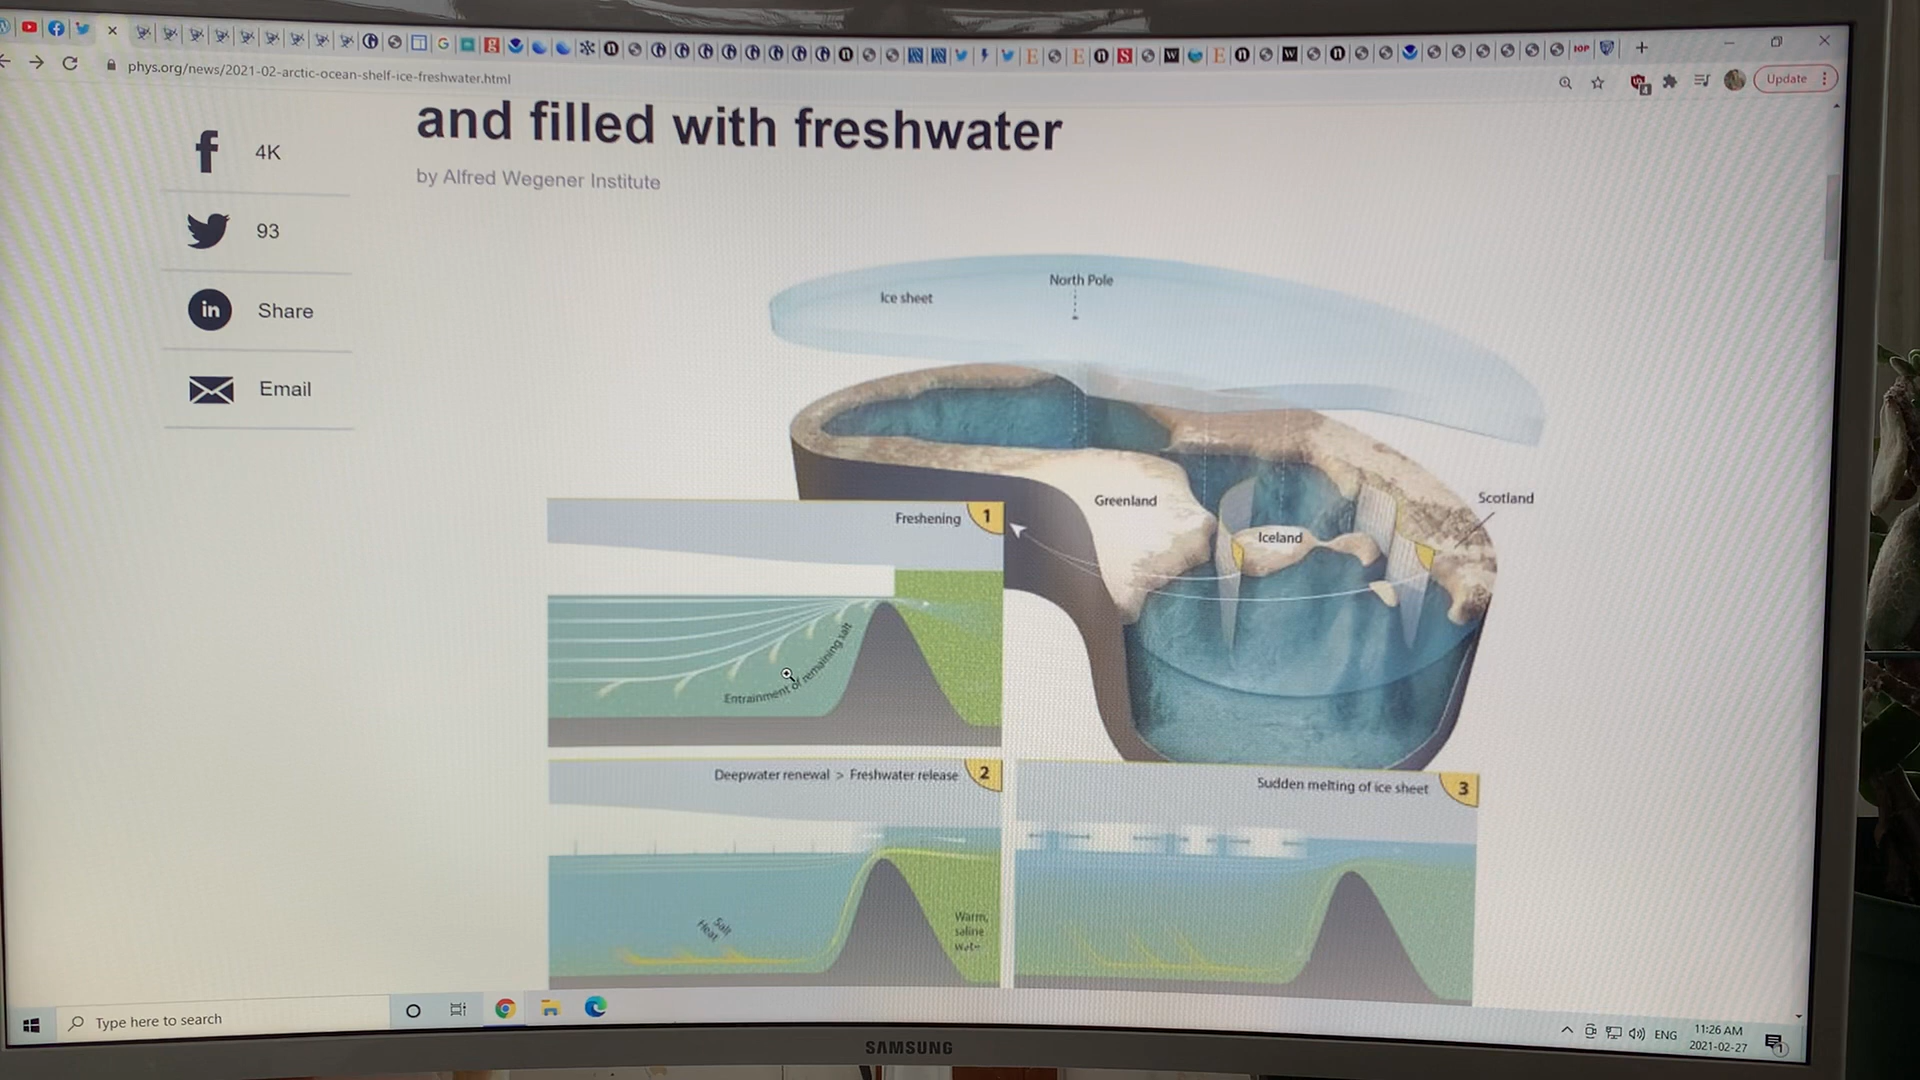 phys.org/news/2021-02-arctic-ocean-shelf-ice-freshwater.html
Update
and filled with freshwater
by Alfred Wegener Institute
4K
93
in Share
Email
North Pole
Ice sheet
Greenland
Scotland
Iceland
Freshening 1
Entrainment of remaining salt
Deepwater renewal > Freshwater release 2
Sudden melting of ice sheet 3
Salt
Heat
Warm,
saline
Type here to search
ENG
11:26 AM
2021-02-27
SAMSUNG